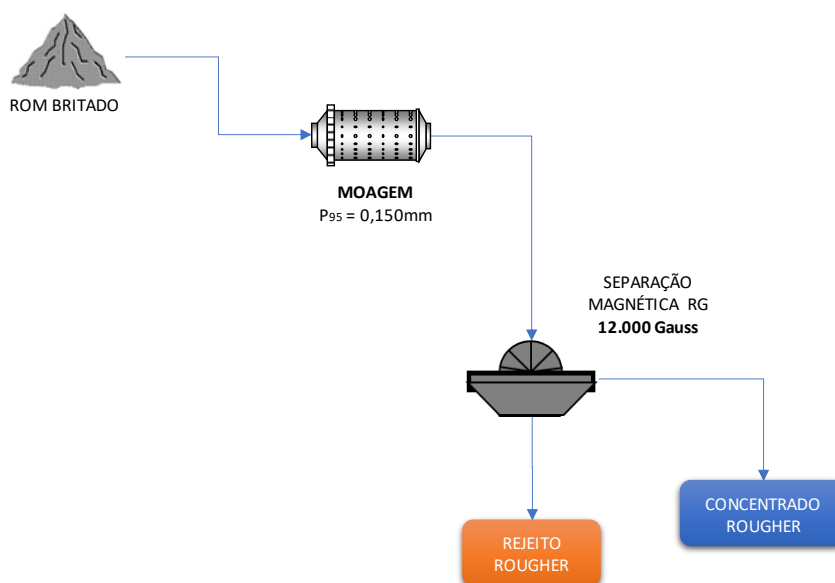 ROM BRITADO
MOAGEM
P95 = 0,150mm
SEPARAÇÃO
MAGNÉTICA RG
12.000 Gauss
CONCENTRADO
ROUGHER
REJEITO
ROUGHER